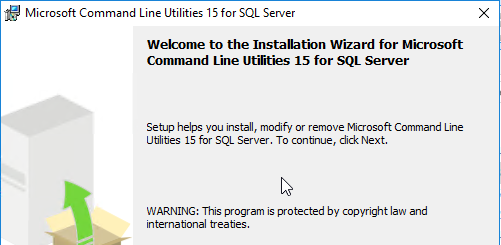 Microsoft Command Line Utilities 15 for SQL Server
Welcome to the Installation Wizard for Microsoft
Command Line Utilities 15 for SQL Server
Setup helps you install, modify or remove Microsoft Command Line
Utilities 15 for SQL Server. To continue, click Next.
WARNING: This program is protected by copyright law and
international treaties.